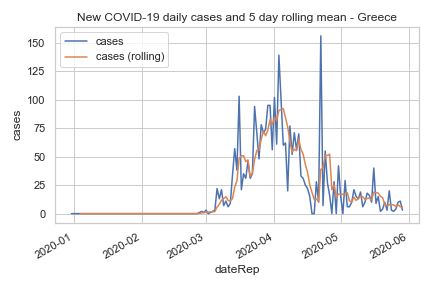 New COVID-19 daily cases and 5 day rolling mean - Greece
cases
cases (rolling)
150
125
100
75
50
25
0
cases
2020-01
2020-02
2020-03
2020-04
2020-05
2020-06
dateRep